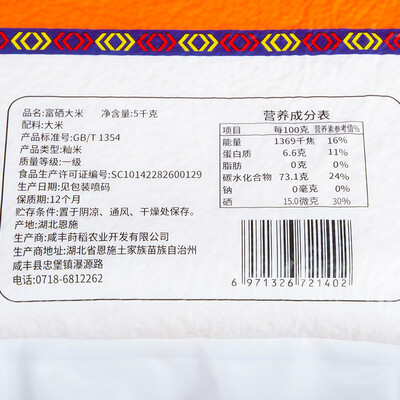 品名:富硒大米 净含量:5千克
配料:大米
产品标准号:GB/T 1354
产品类型:籼米
质量等级:一级
食品生产许可证编号:SC10142282600129
生产日期:见包装喷码
保质期:12个月
贮存条件:置于阴凉、通风、干燥处保存。
产地:湖北恩施
生产商:咸丰莳稻农业开发有限公司
生产商地址:湖北省恩施土家族苗族自治州
咸丰县忠堡镇瀑源路
电话:0718-6812262
营养成分表
项目 每100克 营养素参考值%
能量 1369千焦 16%
蛋白质 6.6克 11%
脂肪 0克 0%
碳水化合物 73.1克 24%
钠 0毫克 0%
硒 15.0微克 30%
6 971326 721402